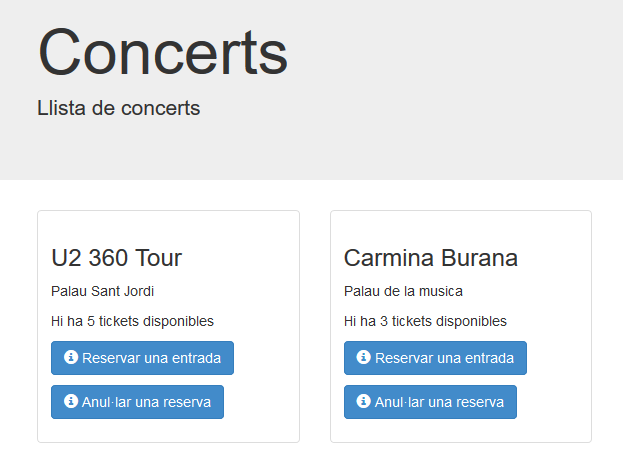 Concerts
Llista de concerts
U2 360 Tour
Palau Sant Jordi
Hi ha 5 tickets disponibles
Reservar una entrada
Anul·lar una reserva
Carmina Burana
Palau de la musica
Hi ha 3 tickets disponibles
Reservar una entrada
Anul·lar una reserva